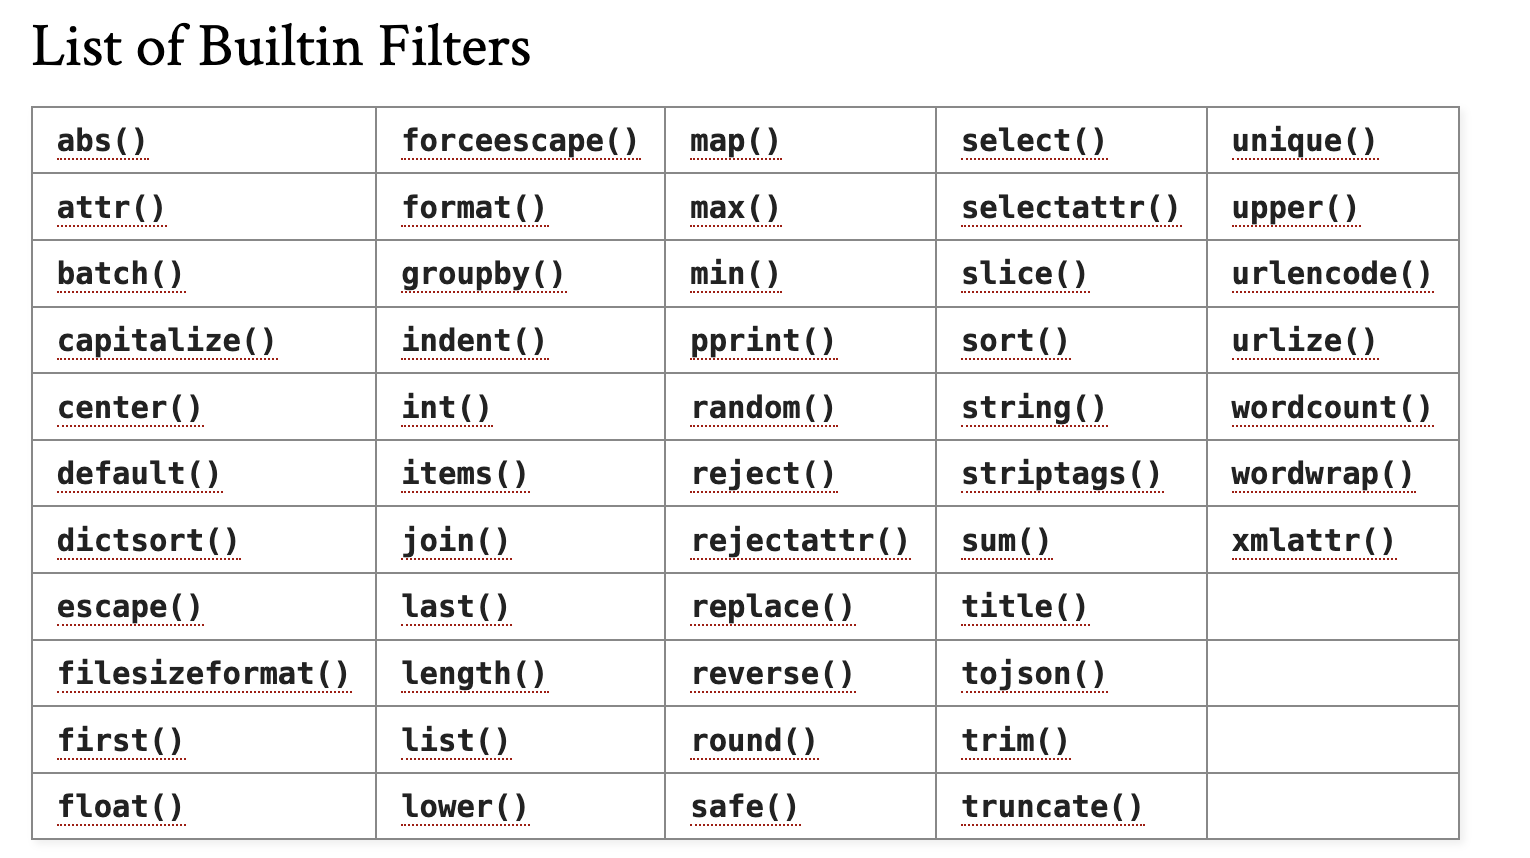 List of Builtin Filters
abs() forceescape() map() select() unique()
attr() format() max() selectattr() upper()
batch() groupby() min() slice() urlencode()
capitalize() indent() pprint() sort() urlize()
center() int() random() string() wordcount()
default() items() reject() striptags() wordwrap()
dictsort() join() rejectattr() sum() xmlattr()
escape() last() replace() title()
filesizeformat() length() reverse() tojson()
first() list() round() trim()
float() lower() safe() truncate()